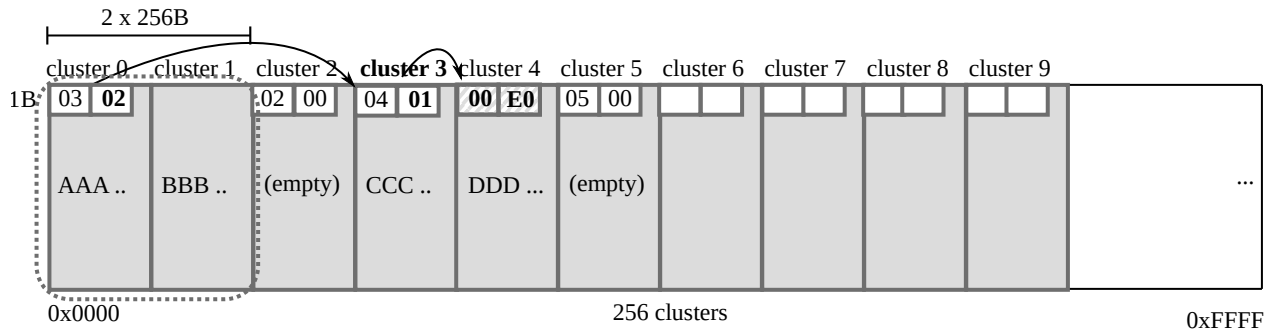 2 x 256B
cluster 0 cluster 1 cluster 2 cluster 3 cluster 4 cluster 5 cluster 6 cluster 7 cluster 8 cluster 9
1B 03 02 02 00 04 01 00 E0 05 00
AAA .. BBB .. (empty) CCC .. DDD ... (empty) ...
0x0000 256 clusters 0xFFFF